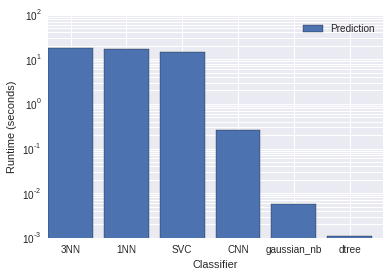 10²
10¹
10⁰
10⁻¹
10⁻²
10⁻³
Runtime (seconds)
Prediction
3NN 1NN SVC CNN gaussian_nb dtree
Classifier